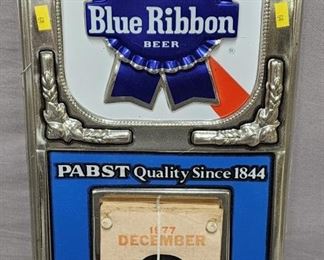 Blue Ribbon
BEER
®
PABST Quality Since 1844
1977
DECEMBER